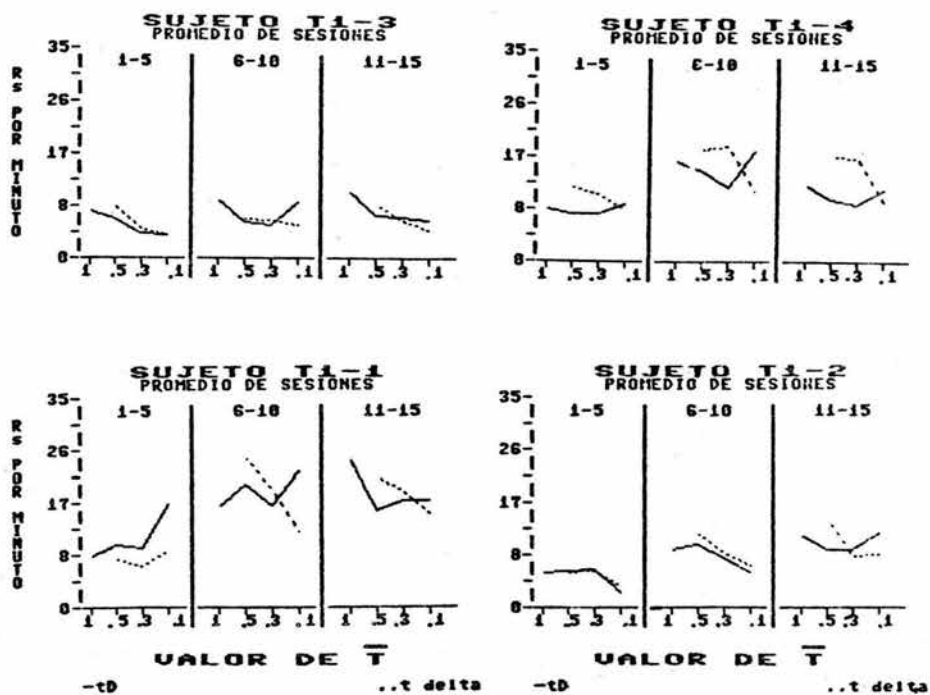 SUJETO T1-3
PROMEDIO DE SESIONES
1-5 6-10 11-15
Rs POR MINUTO
35
26
17
8
0
1 .5 .3 .1 1 .5 .3 .1 1 .5 .3 .1
SUJETO T1-4
PROMEDIO DE SESIONES
1-5 6-10 11-15
35
26
17
8
0
1 .5 .3 .1 1 .5 .3 .1 1 .5 .3 .1
SUJETO T1-1
PROMEDIO DE SESIONES
1-5 6-10 11-15
Rs POR MINUTO
35
26
17
8
0
1 .5 .3 .1 1 .5 .3 .1 1 .5 .3 .1
VALOR DE T̅
-tD ..t delta
SUJETO T1-2
PROMEDIO DE SESIONES
1-5 6-10 11-15
35
26
17
8
0
1 .5 .3 .1 1 .5 .3 .1 1 .5 .3 .1
VALOR DE T̅
-tD ..t delta